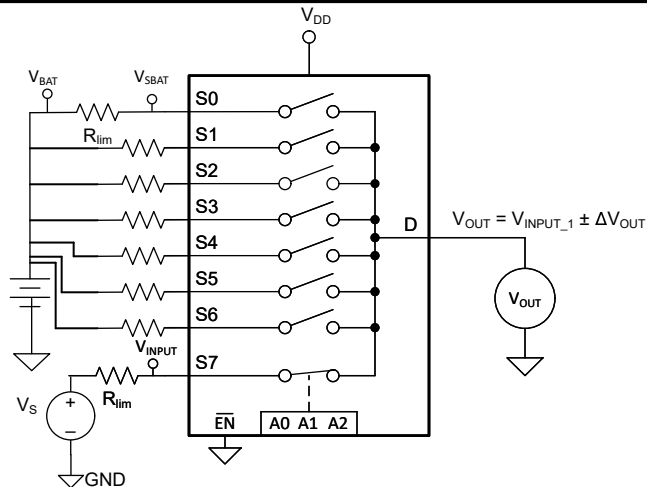 VDD
VBAT
VSBAT
Rlim
S0
S1
S2
S3
S4
S5
S6
S7
D
VOUT = VINPUT_1 ± ΔVOUT
VOUT
VINPUT
Rlim
VS
+
−
EN
A0 A1 A2
GND